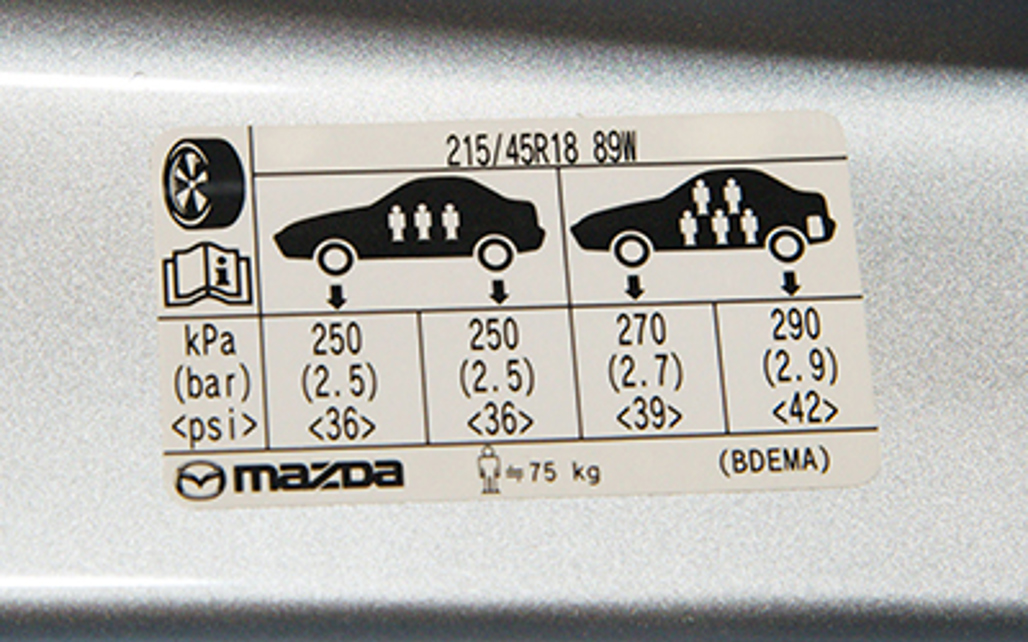 215/45R18 89W
kPa 250 250 270 290
(bar) (2.5) (2.5) (2.7) (2.9)
<psi> <36> <36> <39> <42>
mazda 75 kg (BDEMA)